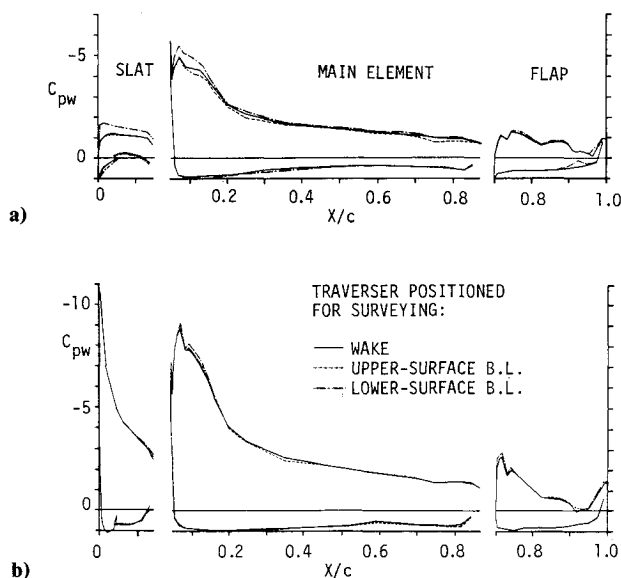 a)
SLAT
MAIN ELEMENT
FLAP
-5
Cpw
0
0 0.2 0.4 0.6 0.8 0.8 1.0
X/c X/c
b)
TRAVERSER POSITIONED
FOR SURVEYING:
WAKE
UPPER-SURFACE B.L.
LOWER-SURFACE B.L.
-10
Cpw
-5
0
0 0.2 0.4 0.6 0.8 0.8 1.0
X/c X/c